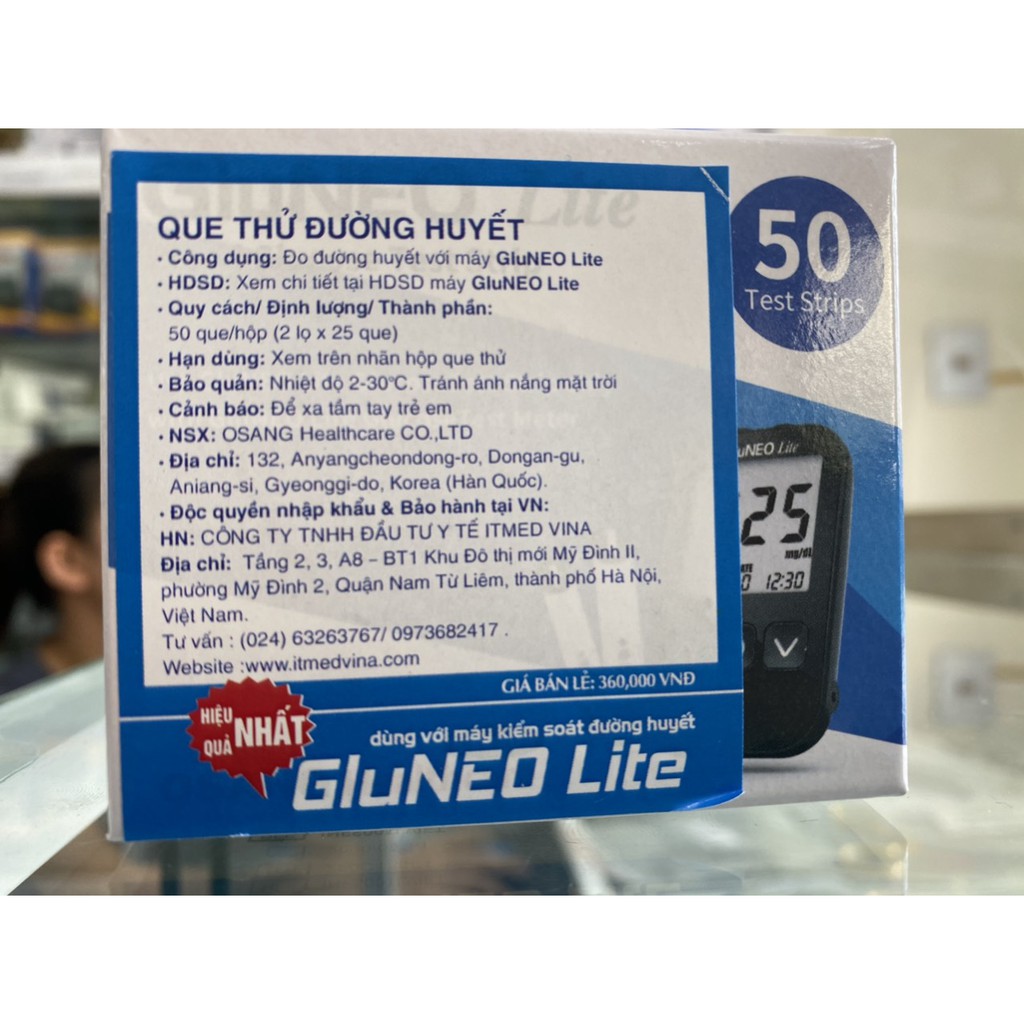 GluNEO Lite
QUE THỬ ĐƯỜNG HUYẾT
• Công dụng: Đo đường huyết với máy GluNEO Lite
• HDSD: Xem chi tiết tại HDSD máy GluNEO Lite
• Quy cách/ Định lượng/ Thành phần:
50 que/hộp (2 lọ x 25 que)
• Hạn dùng: Xem trên nhãn hộp que thử
• Bảo quản: Nhiệt độ 2-30°C. Tránh ánh nắng mặt trời
• Cảnh báo: Để xa tầm tay trẻ em
• NSX: OSANG Healthcare CO.,LTD
• Địa chỉ: 132, Anyangcheondong-ro, Dongan-gu,
Aniang-si, Gyeonggi-do, Korea (Hàn Quốc).
• Độc quyền nhập khẩu & Bảo hành tại VN:
HN: CÔNG TY TNHH ĐẦU TƯ Y TẾ ITMED VINA
Địa chỉ: Tầng 2, 3, A8 – BT1 Khu Đô thị mới Mỹ Đình II,
phường Mỹ Đình 2, Quận Nam Từ Liêm, thành phố Hà Nội,
Việt Nam.
Tư vấn : (024) 63263767/ 0973682417 .
Website :www.itmedvina.com
GIÁ BÁN LẺ: 360,000 VNĐ
HIỆU QUẢ NHẤT
dùng với máy kiểm soát đường huyết
GluNEO Lite
50
Test Strips
uNEO Lite
25
mg/dL
0 12:30